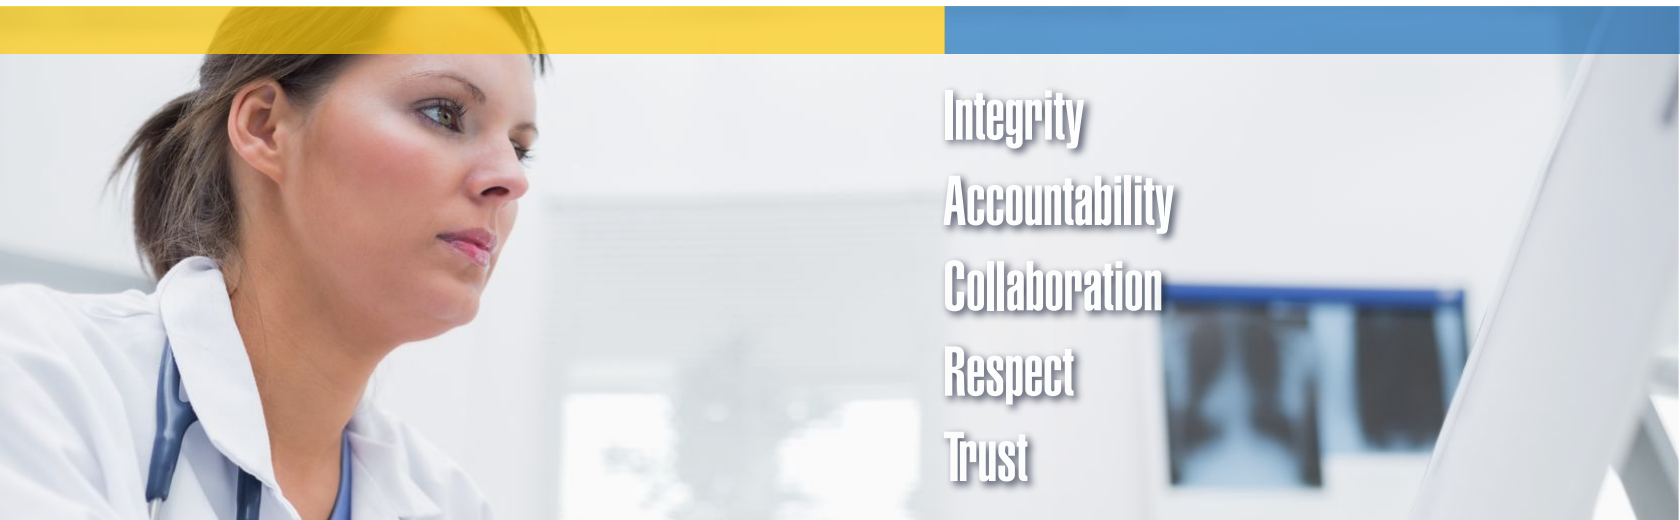 Integrity
Accountability
Collaboration
Respect
Trust